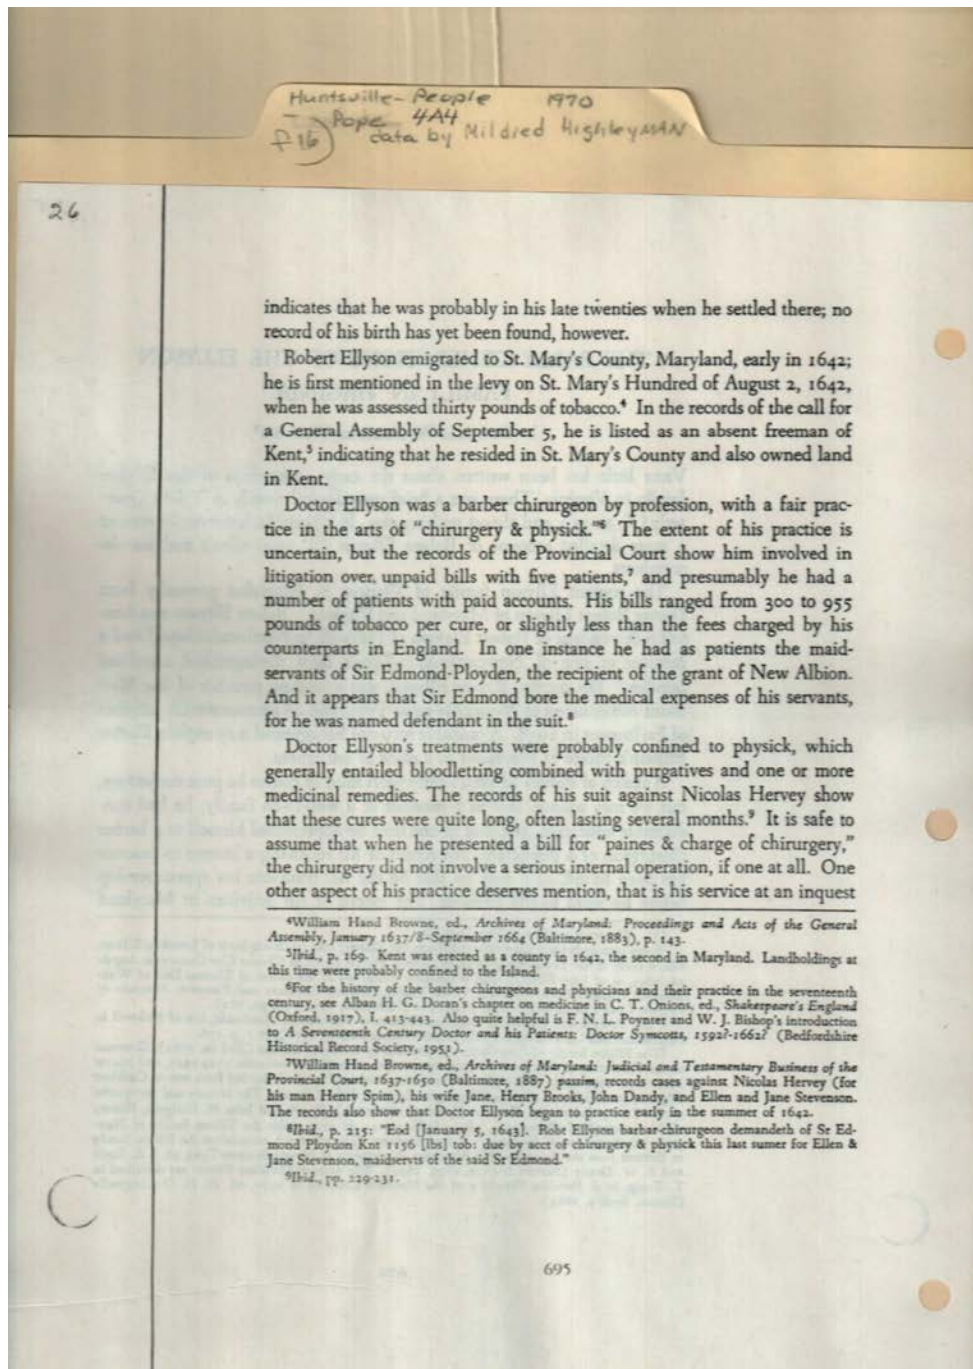 Huntsville - People 1970
- Pope 4A4
f16) data by Mildred HighleyMAN
26
indicates that he was probably in his late twenties when he settled there; no
record of his birth has yet been found, however.
Robert Ellyson emigrated to St. Mary's County, Maryland, early in 1642;
he is first mentioned in the levy on St. Mary's Hundred of August 2, 1642,
when he was assessed thirty pounds of tobacco.⁴ In the records of the call for
a General Assembly of September 5, he is listed as an absent freeman of
Kent,⁵ indicating that he resided in St. Mary's County and also owned land
in Kent.
Doctor Ellyson was a barber chirurgeon by profession, with a fair prac-
tice in the arts of "chirurgery & physick."⁶ The extent of his practice is
uncertain, but the records of the Provincial Court show him involved in
litigation over, unpaid bills with five patients,⁷ and presumably he had a
number of patients with paid accounts. His bills ranged from 300 to 955
pounds of tobacco per cure, or slightly less than the fees charged by his
counterparts in England. In one instance he had as patients the maid-
servants of Sir Edmond-Ployden, the recipient of the grant of New Albion.
And it appears that Sir Edmond bore the medical expenses of his servants,
for he was named defendant in the suit.⁸
Doctor Ellyson's treatments were probably confined to physick, which
generally entailed bloodletting combined with purgatives and one or more
medicinal remedies. The records of his suit against Nicolas Hervey show
that these cures were quite long, often lasting several months.⁹ It is safe to
assume that when he presented a bill for "paines & charge of chirurgery,"
the chirurgery did not involve a serious internal operation, if one at all. One
other aspect of his practice deserves mention, that is his service at an inquest
⁴William Hand Browne, ed., Archives of Maryland: Proceedings and Acts of the General
Assembly, January 1637/8-September 1664 (Baltimore, 1883), p. 143.
⁵Ibid., p. 169. Kent was erected as a county in 1642, the second in Maryland. Landholdings at
this time were probably confined to the Island.
⁶For the history of the barber chirurgeons and physicians and their practice in the seventeenth
century, see Alban H. G. Doran's chapter on medicine in C. T. Onions, ed., Shakespeare's England
(Oxford, 1917), I, 413-443. Also quite helpful is F. N. L. Poynter and W. J. Bishop's introduction
to A Seventeenth Century Doctor and his Patients: Doctor Symcotts, 1592?-1662? (Bedfordshire
Historical Record Society, 1951).
⁷William Hand Browne, ed., Archives of Maryland: Judicial and Testamentary Business of the
Provincial Court, 1637-1650 (Baltimore, 1887) passim, records cases against Nicolas Hervey (for
his man Henry Spim), his wife Jane, Henry Brooks, John Dandy, and Ellen and Jane Stevenson.
The records also show that Doctor Ellyson began to practice early in the summer of 1642.
⁸Ibid., p. 215: "Eod [January 5, 1643]. Robe Ellyson barbar-chirurgeon demandeth of Sr Ed-
mond Ploydon Knt 1156 [lbs] tob: due by acct of chirurgery & physick this last sumer for Ellen &
Jane Stevenson, maidservts of the said Sr Edmond."
⁹Ibid., pp. 229-231.
695